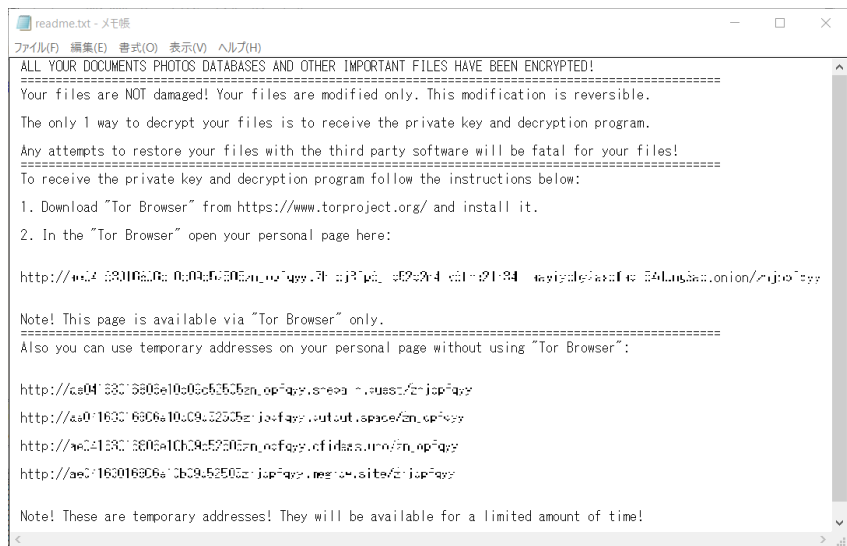 readme.txt - メモ帳
ファイル(F) 編集(E) 書式(O) 表示(V) ヘルプ(H)
ALL YOUR DOCUMENTS PHOTOS DATABASES AND OTHER IMPORTANT FILES HAVE BEEN ENCRYPTED!
====================================================================================================
Your files are NOT damaged! Your files are modified only. This modification is reversible.
The only 1 way to decrypt your files is to receive the private key and decryption program.
Any attempts to restore your files with the third party software will be fatal for your files!
====================================================================================================
To receive the private key and decryption program follow the instructions below:
1. Download "Tor Browser" from https://www.torproject.org/ and install it.
2. In the "Tor Browser" open your personal page here:
http://
Note! This page is available via "Tor Browser" only.
====================================================================================================
Also you can use temporary addresses on your personal page without using "Tor Browser":
http://
http://
http://
http://
Note! These are temporary addresses! They will be available for a limited amount of time!